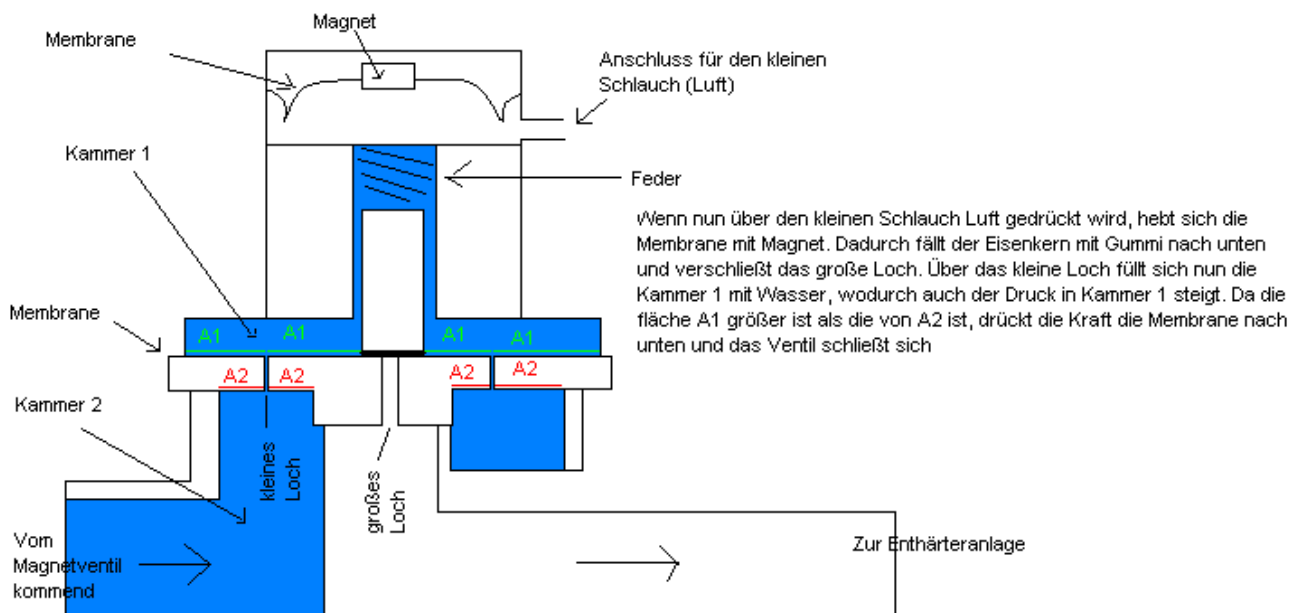 Magnet
Membrane
Anschluss für den kleinen
Schlauch (Luft)
Kammer 1
Feder
Wenn nun über den kleinen Schlauch Luft gedrückt wird, hebt sich die
Membrane mit Magnet. Dadurch fällt der Eisenkern mit Gummi nach unten
und verschließt das große Loch. Über das kleine Loch füllt sich nun die
Kammer 1 mit Wasser, wodurch auch der Druck in Kammer 1 steigt. Da die
fläche A1 größer ist als die von A2 ist, drückt die Kraft die Membrane nach
unten und das Ventil schließt sich
Membrane
A1
A1
A1
A1
A2
A2
A2
A2
Kammer 2
kleines
Loch
großes
Loch
Vom
Magnetventil
kommend
Zur Enthärteranlage